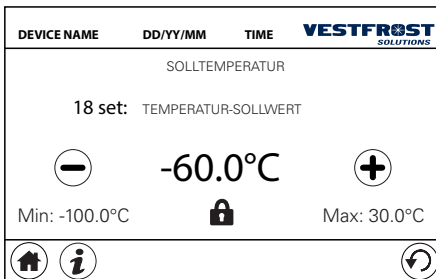 DEVICE NAME DD/YY/MM TIME VESTFROST
SOLUTIONS
SOLLTEMPERATUR
18 set: TEMPERATUR-SOLLWERT
-60.0°C
Min: -100.0°C Max: 30.0°C
i